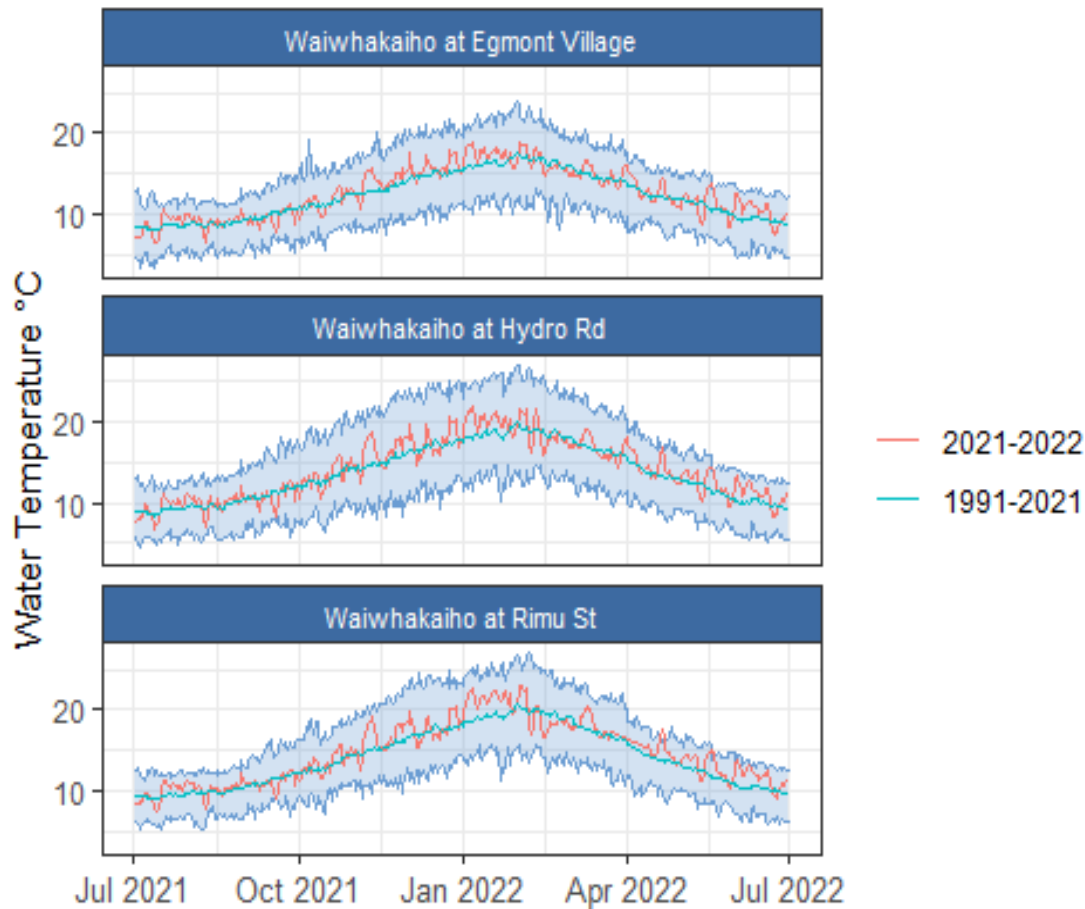 Waiwhakaiho at Egmont Village
20
10
Waiwhakaiho at Hydro Rd
20
10
Waiwhakaiho at Rimu St
20
10
Water Temperature °C
Jul 2021 Oct 2021 Jan 2022 Apr 2022 Jul 2022
2021-2022
1991-2021